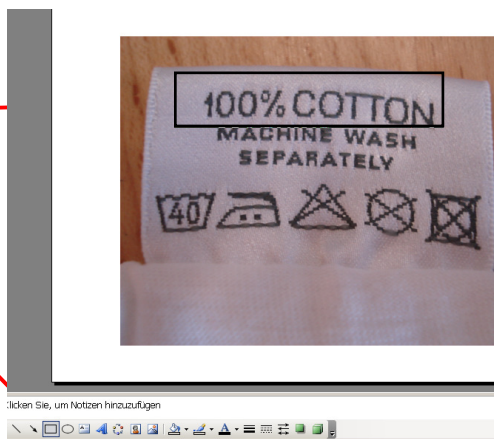 100% COTTON
MACHINE WASH
SEPARATELY
40
Klicken Sie, um Notizen hinzuzufügen